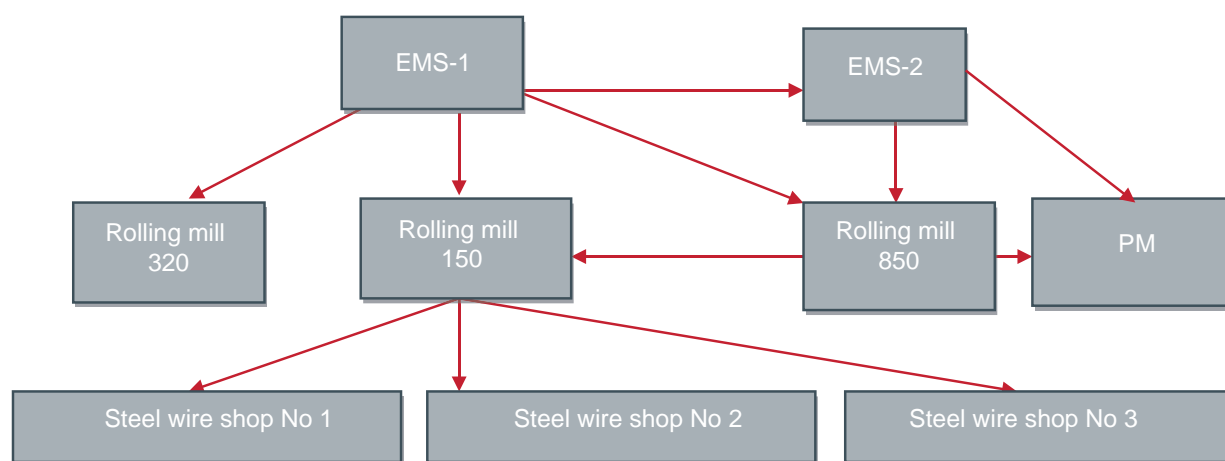 EMS-1
EMS-2
Rolling mill
320
Rolling mill
150
Rolling mill
850
PM
Steel wire shop No 1
Steel wire shop No 2
Steel wire shop No 3